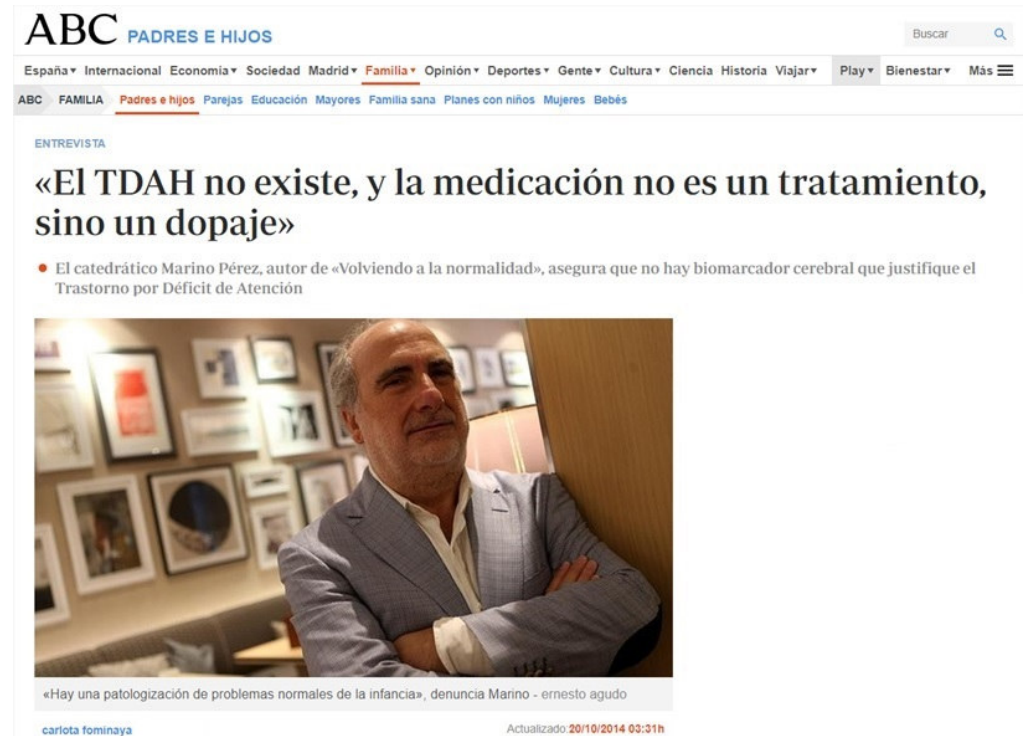 ABC PADRES E HIJOS
Buscar
España Internacional Economía Sociedad Madrid Familia Opinión Deportes Gente Cultura Ciencia Historia Viajar Play Bienestar Más
ABC FAMILIA Padres e hijos Parejas Educación Mayores Familia sana Planes con niños Mujeres Bebés
ENTREVISTA
«El TDAH no existe, y la medicación no es un tratamiento,
sino un dopaje»
El catedrático Marino Pérez, autor de «Volviendo a la normalidad», asegura que no hay biomarcador cerebral que justifique el
Trastorno por Déficit de Atención
«Hay una patologización de problemas normales de la infancia», denuncia Marino - ernesto agudo
carlota fominaya
Actualizado:20/10/2014 03:31h